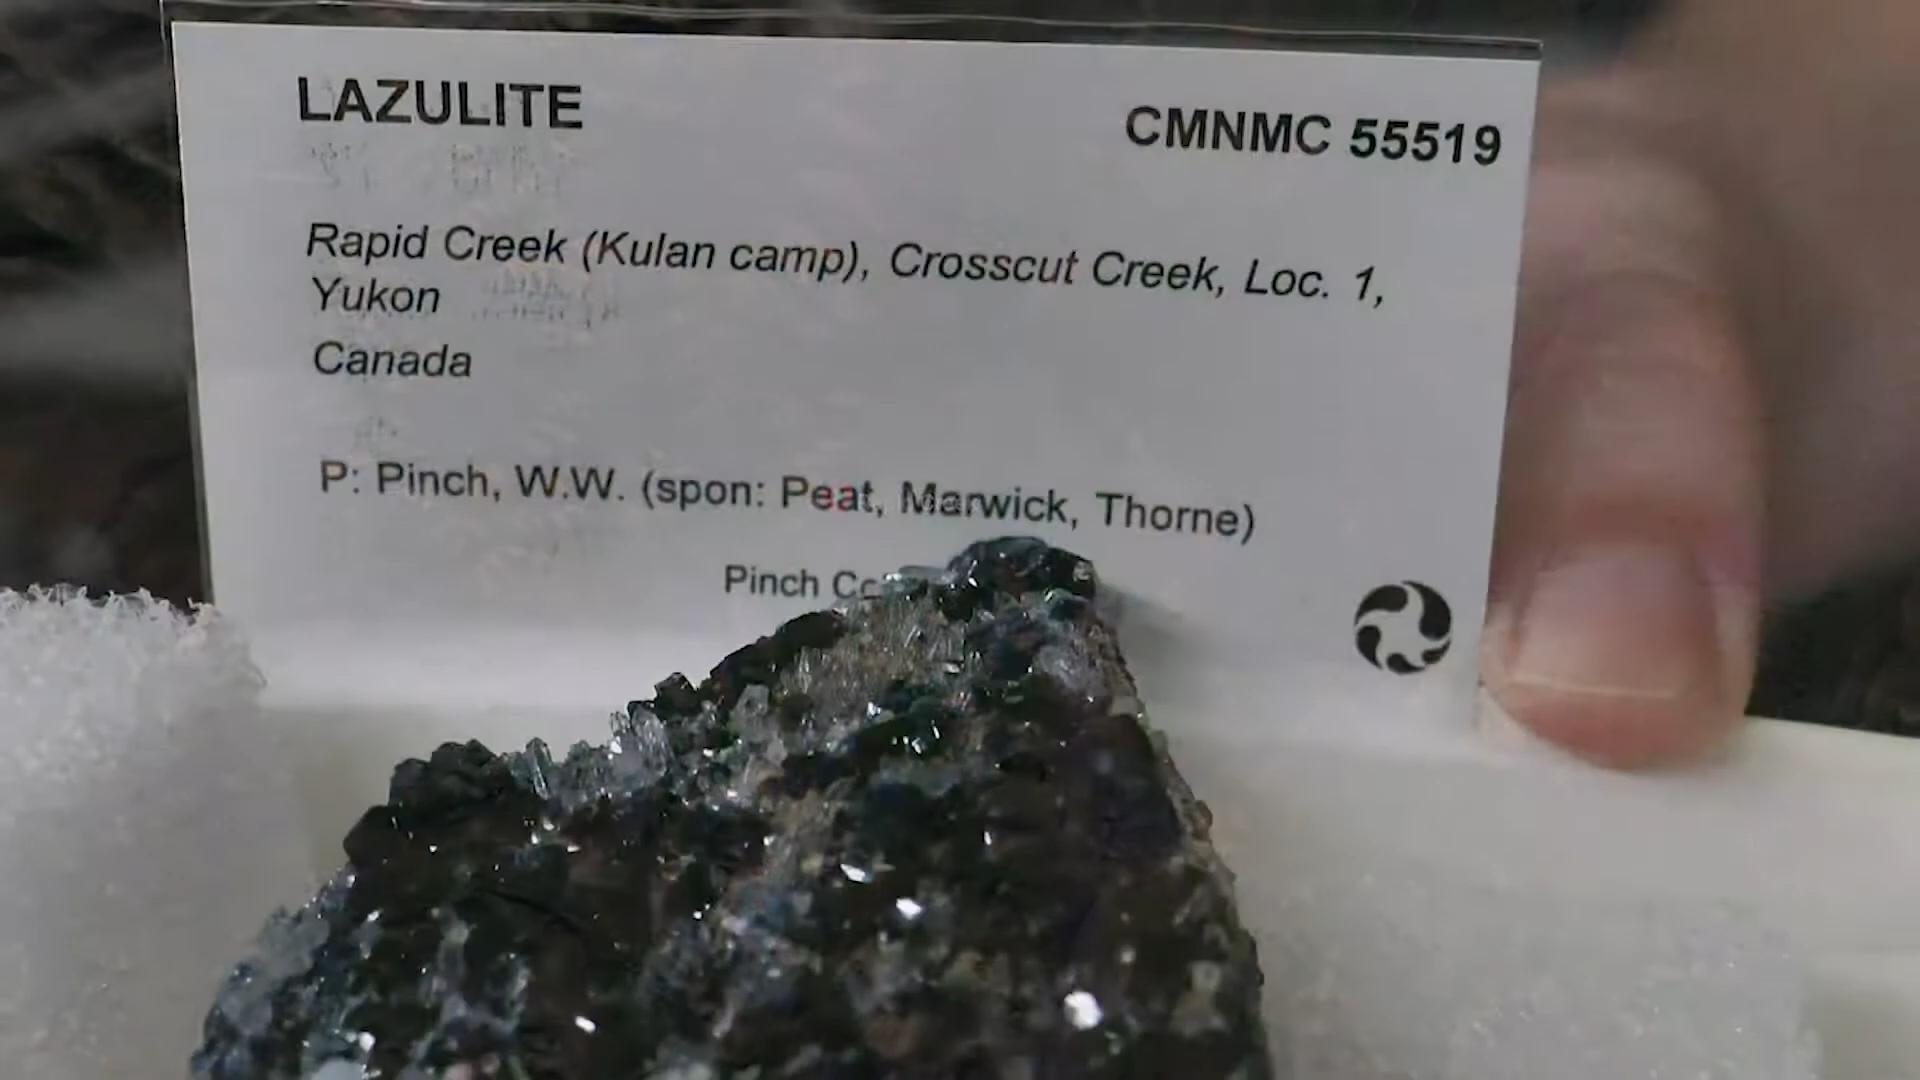 LAZULITE
CMNMC 55519
Rapid Creek (Kulan camp), Crosscut Creek, Loc. 1,
Yukon
Canada
P: Pinch, W.W. (spon: Peat, Marwick, Thorne)
Pinch